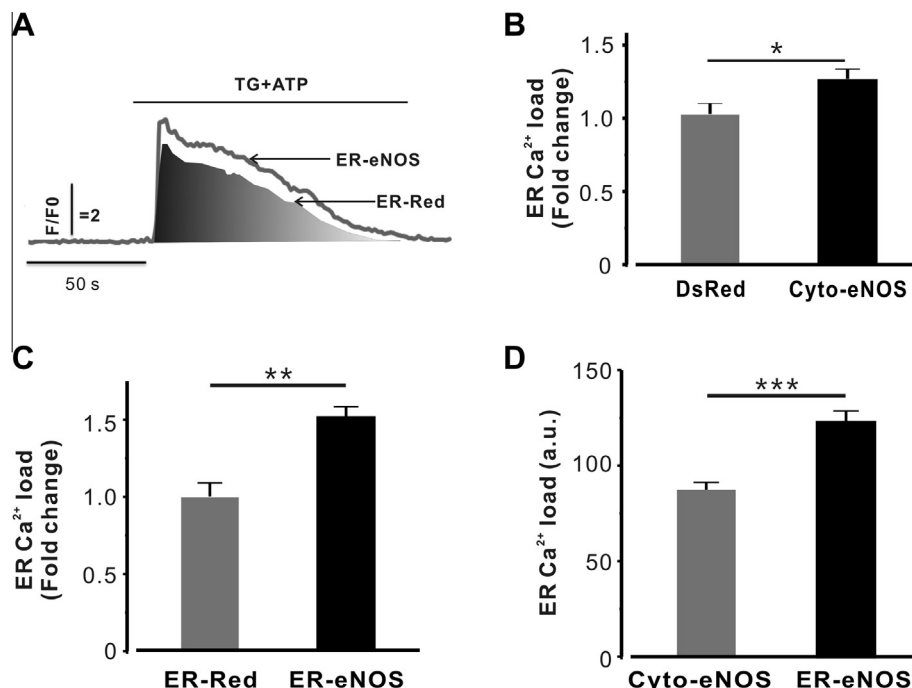 A
TG+ATP
ER-eNOS
ER-Red
F/F0
=2
50 s
B
*
ER Ca²⁺ load
(Fold change)
1.5
1.0
0.5
0
DsRed Cyto-eNOS
C
**
ER Ca²⁺ load
(Fold change)
1.5
1.0
0.5
0
ER-Red ER-eNOS
D
***
ER Ca²⁺ load (a.u.)
150
100
50
0
Cyto-eNOS ER-eNOS